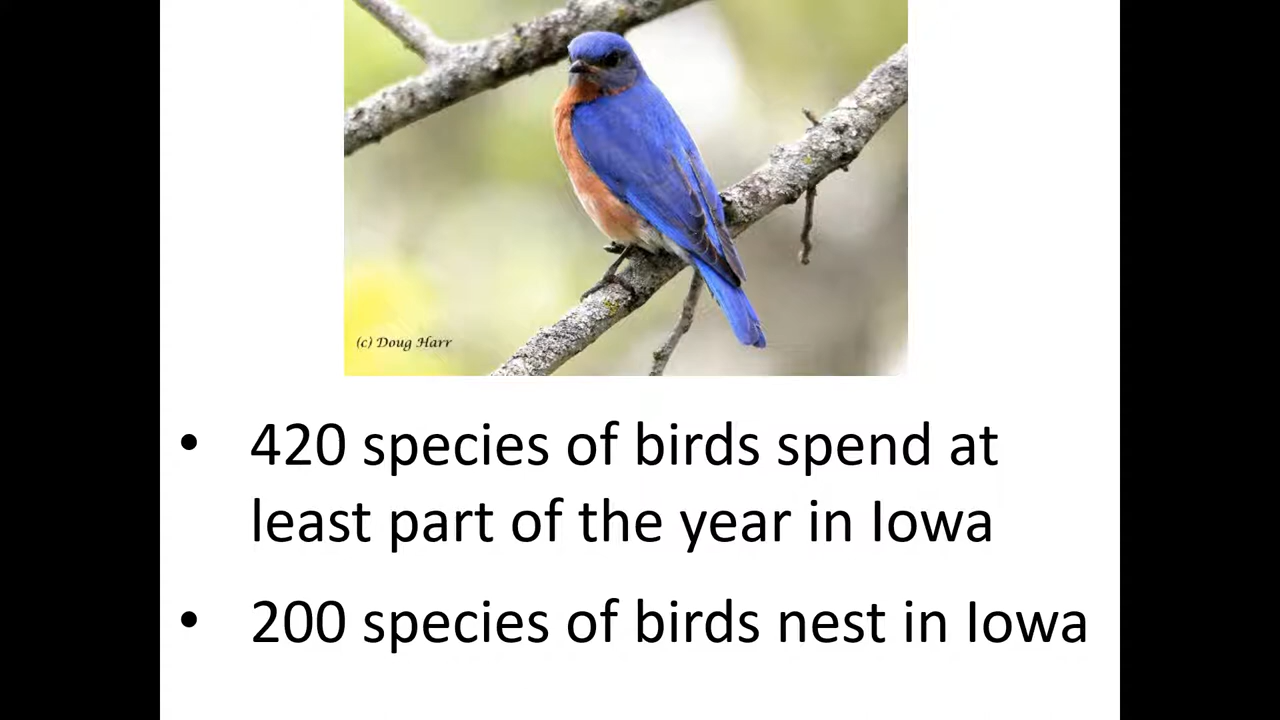 (c) Doug Harr
• 420 species of birds spend at
least part of the year in Iowa
• 200 species of birds nest in Iowa